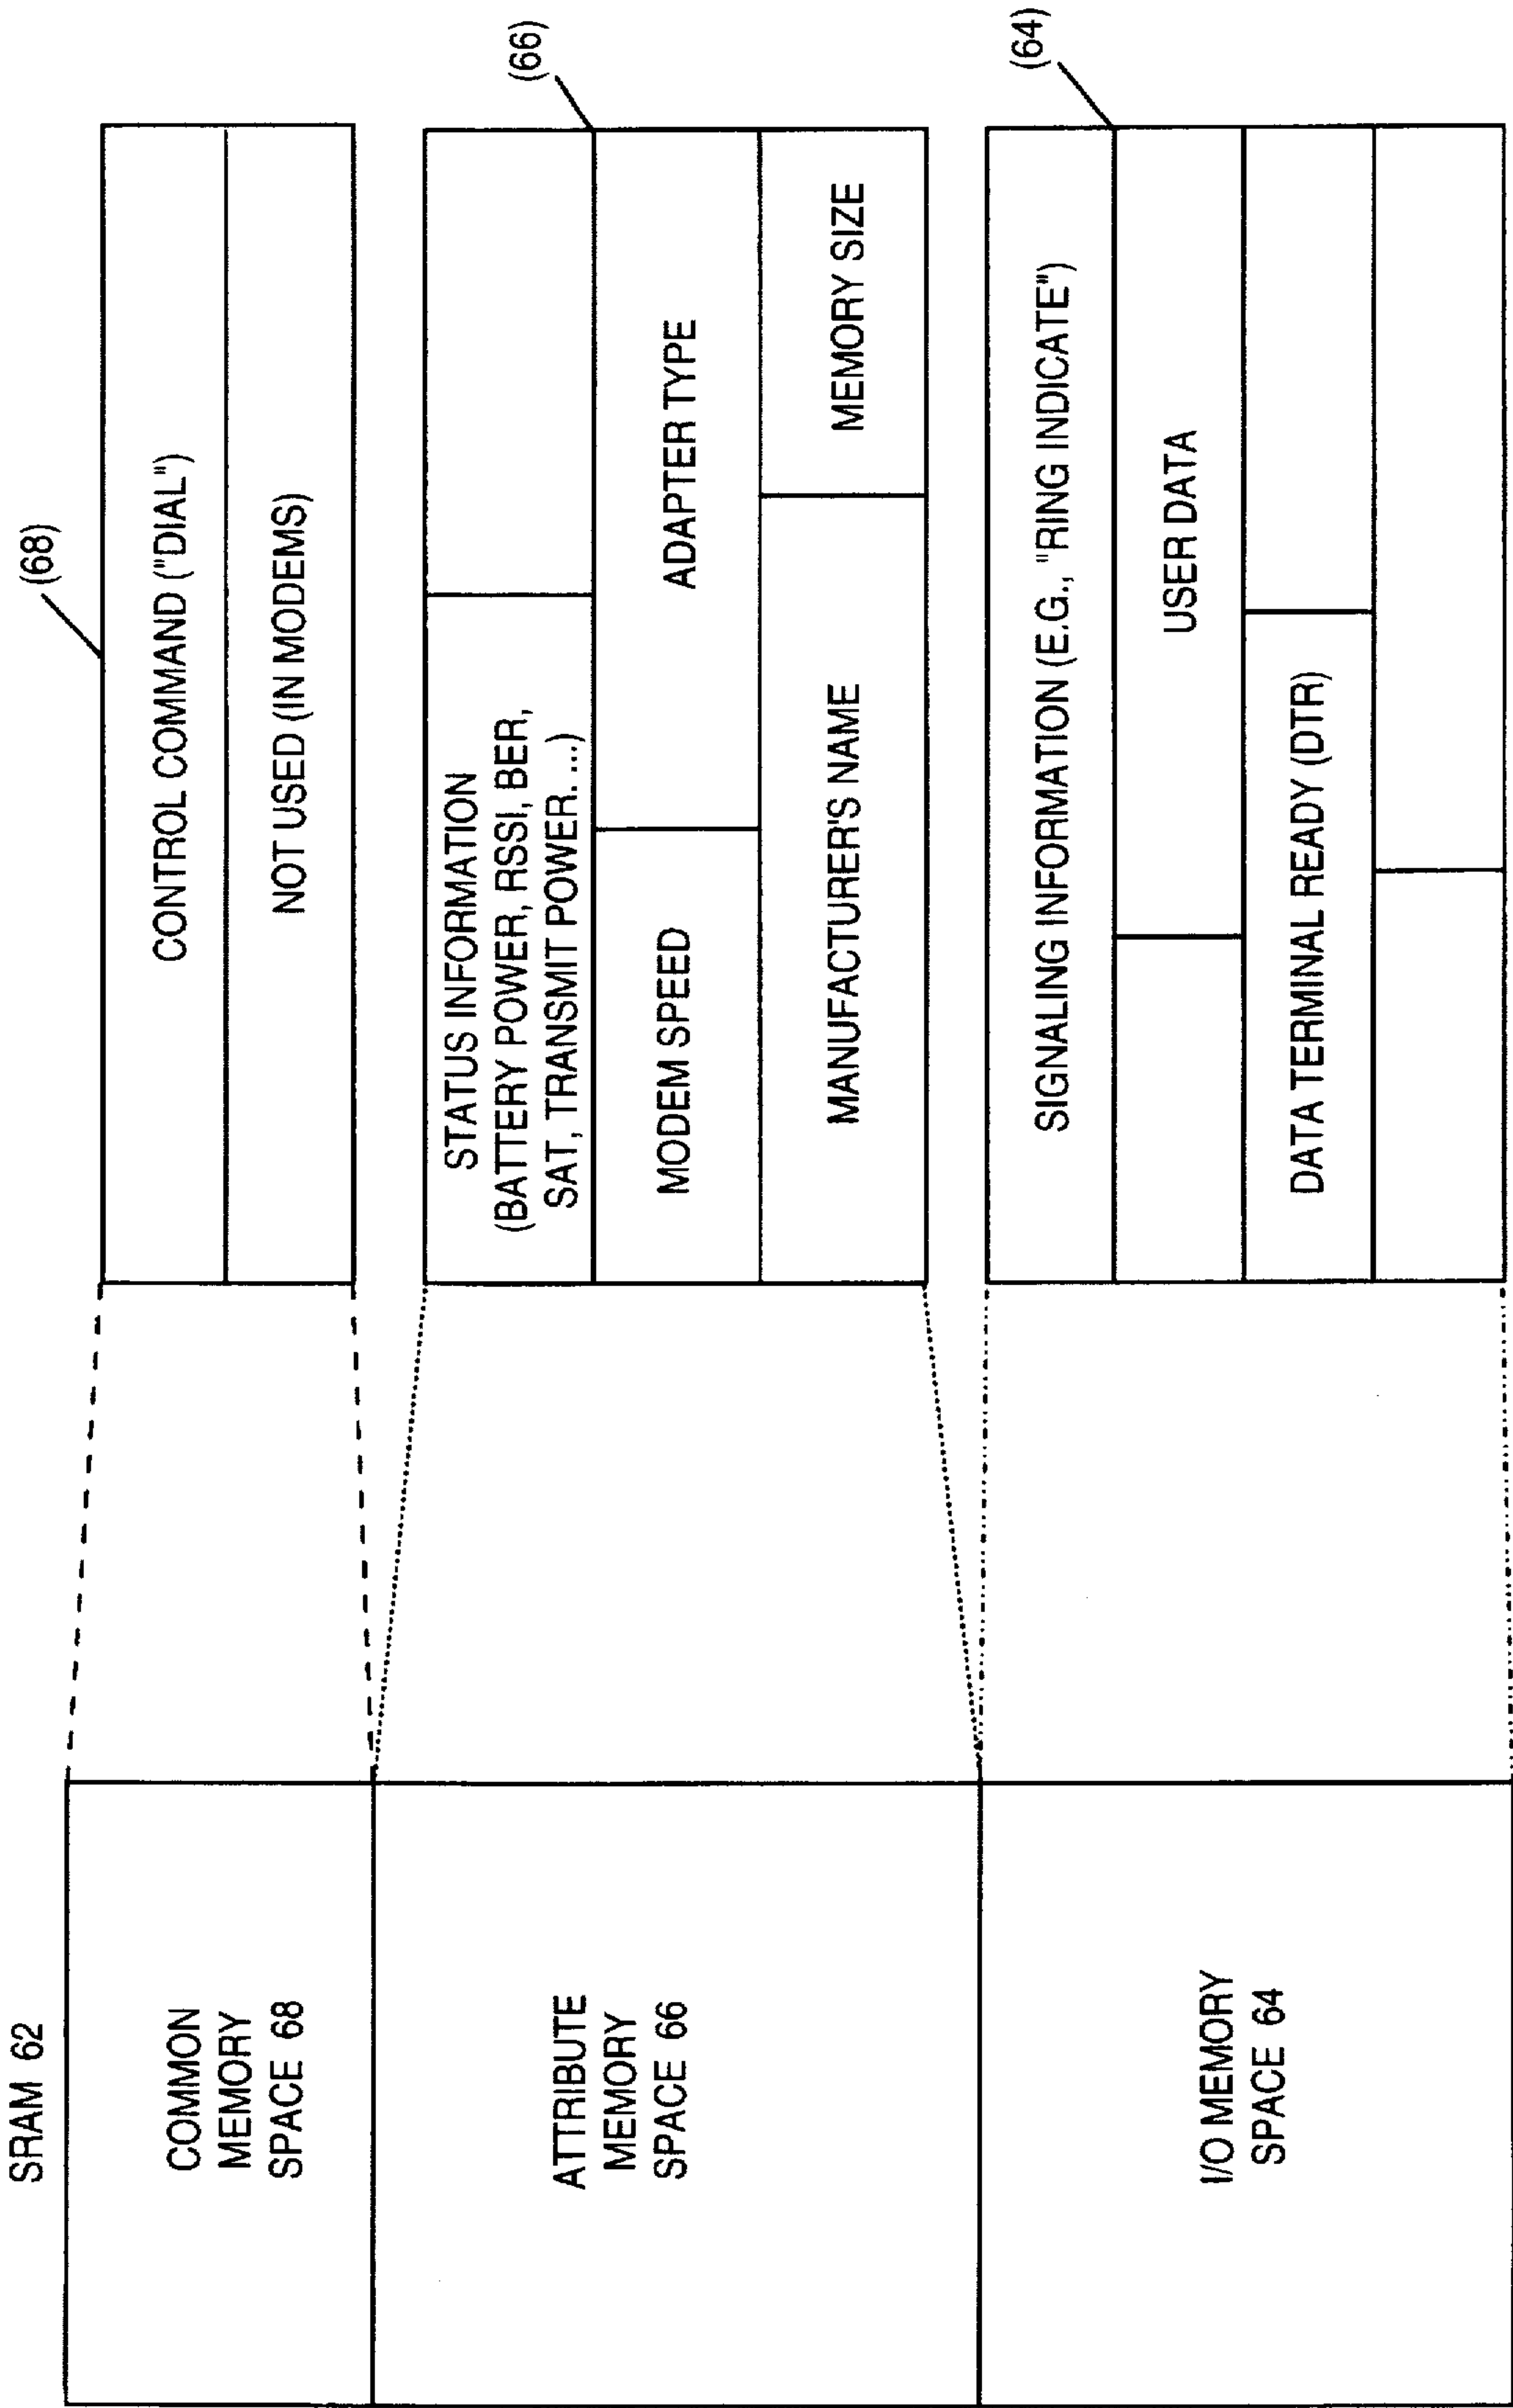 SRAM 62
COMMON
MEMORY
SPACE 68
ATTRIBUTE
MEMORY
SPACE 66
I/O MEMORY
SPACE 64
(68)
CONTROL COMMAND ("DIAL")
NOT USED (IN MODEMS)
(66)
STATUS INFORMATION
(BATTERY POWER, RSSI, BER,
SAT, TRANSMIT POWER. ...)
MODEM SPEED
ADAPTER TYPE
MANUFACTURER'S NAME
MEMORY SIZE
(64)
SIGNALING INFORMATION (E.G., "RING INDICATE")
USER DATA
DATA TERMINAL READY (DTR)